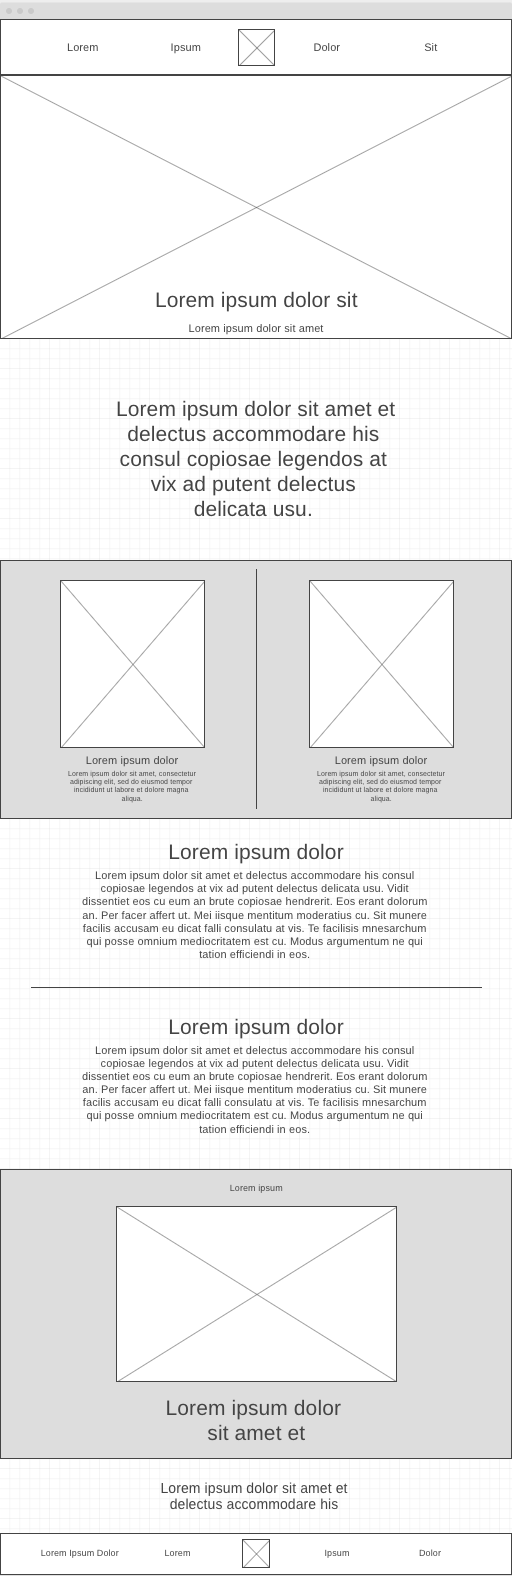 Lorem Ipsum Dolor Sit
Lorem ipsum dolor sit
Lorem ipsum dolor sit amet
Lorem ipsum dolor sit amet et
delectus accommodare his
consul copiosae legendos at
vix ad putent delectus
delicata usu.
Lorem ipsum dolor
Lorem ipsum dolor sit amet, consectetur
adipiscing elit, sed do eiusmod tempor
incididunt ut labore et dolore magna
aliqua.
Lorem ipsum dolor
Lorem ipsum dolor sit amet, consectetur
adipiscing elit, sed do eiusmod tempor
incididunt ut labore et dolore magna
aliqua.
Lorem ipsum dolor
Lorem ipsum dolor sit amet et delectus accommodare his consul
copiosae legendos at vix ad putent delectus delicata usu. Vidit
dissentiet eos cu eum an brute copiosae hendrerit. Eos erant dolorum
an. Per facer affert ut. Mei iisque mentitum moderatius cu. Sit munere
facilis accusam eu dicat falli consulatu at vis. Te facilisis mnesarchum
qui posse omnium mediocritatem est cu. Modus argumentum ne qui
tation efficiendi in eos.
Lorem ipsum dolor
Lorem ipsum dolor sit amet et delectus accommodare his consul
copiosae legendos at vix ad putent delectus delicata usu. Vidit
dissentiet eos cu eum an brute copiosae hendrerit. Eos erant dolorum
an. Per facer affert ut. Mei iisque mentitum moderatius cu. Sit munere
facilis accusam eu dicat falli consulatu at vis. Te facilisis mnesarchum
qui posse omnium mediocritatem est cu. Modus argumentum ne qui
tation efficiendi in eos.
Lorem ipsum
Lorem ipsum dolor
sit amet et
Lorem ipsum dolor sit amet et
delectus accommodare his
Lorem Ipsum Dolor Lorem Ipsum Dolor